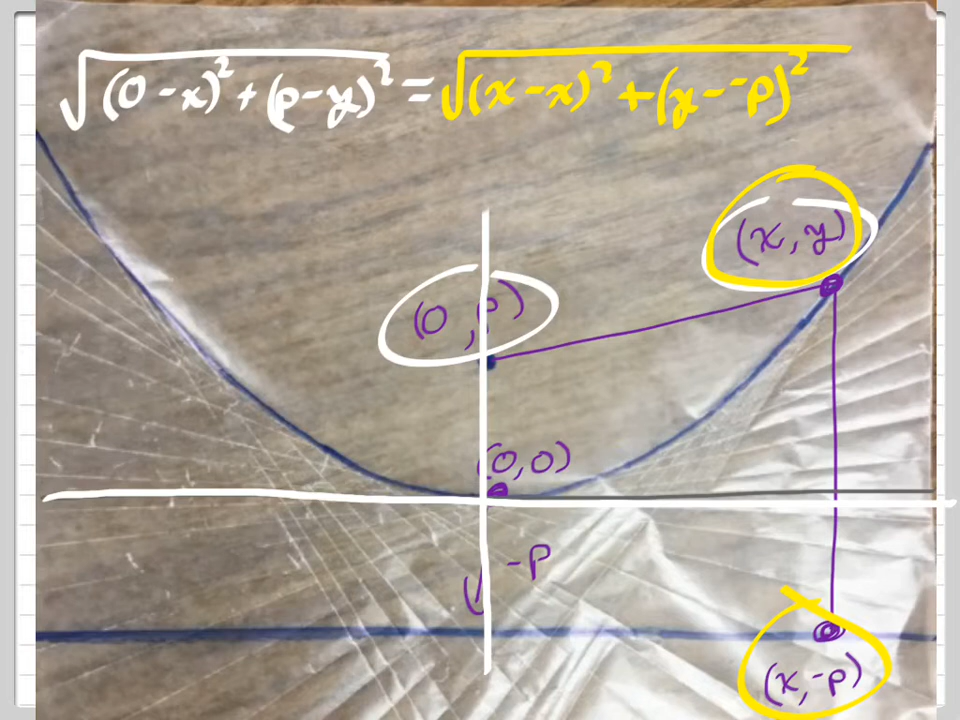 √(0-x)²+(p-y)² = √(x-x)²+(y--p)²
(x,y)
(0,p)
(0,0)
-p
(x,-p)